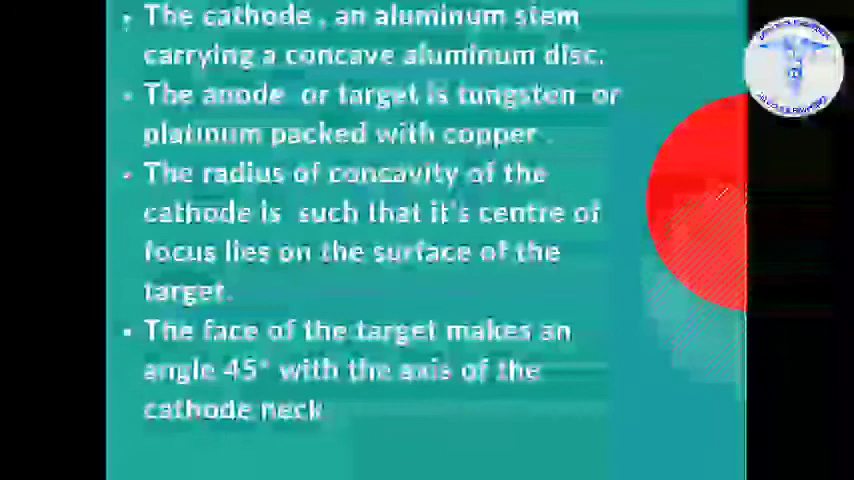 • The cathode , an aluminum stem
carrying a concave aluminum disc.
• The anode or target is tungsten or
platinum packed with copper .
• The radius of concavity of the
cathode is such that it's centre of
focus lies on the surface of the
target.
• The face of the target makes an
angle 45° with the axis of the
cathode neck